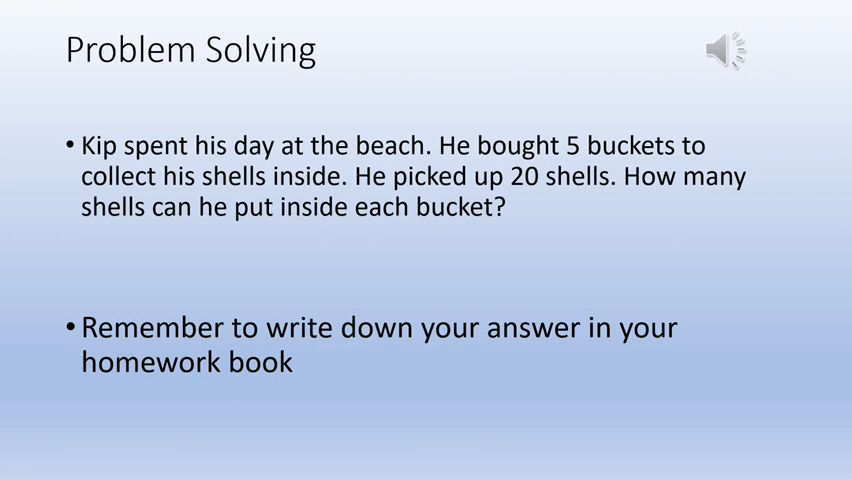 Problem Solving
• Kip spent his day at the beach. He bought 5 buckets to
collect his shells inside. He picked up 20 shells. How many
shells can he put inside each bucket?
• Remember to write down your answer in your
homework book